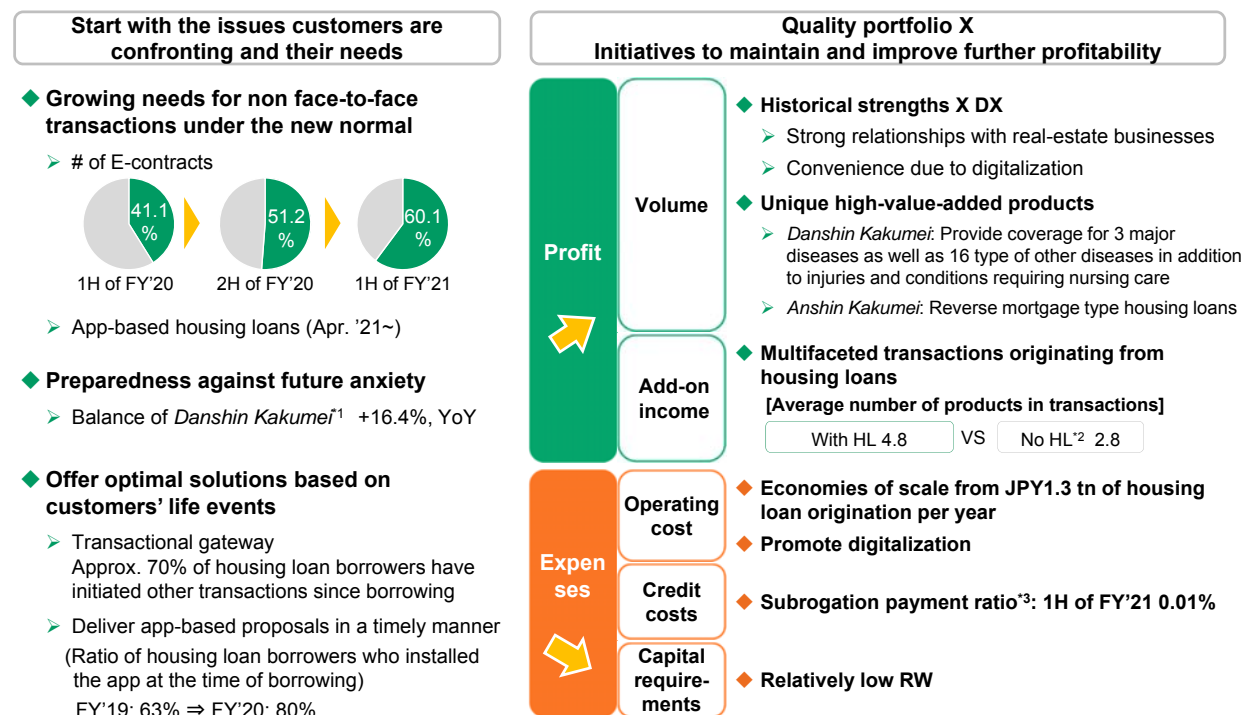 Start with the issues customers are
confronting and their needs
Growing needs for non face-to-face
transactions under the new normal
# of E-contracts
41.1
%
51.2
%
60.1
%
1H of FY'20
2H of FY'20
1H of FY'21
App-based housing loans (Apr. '21~)
Preparedness against future anxiety
Balance of Danshin Kakumei*1 +16.4%, YoY
Offer optimal solutions based on
customers' life events
Transactional gateway
Approx. 70% of housing loan borrowers have
initiated other transactions since borrowing
Deliver app-based proposals in a timely manner
(Ratio of housing loan borrowers who installed
the app at the time of borrowing)
FY'19: 63% ⇒ FY'20: 80%
Quality portfolio X
Initiatives to maintain and improve further profitability
Profit
Volume
Historical strengths X DX
Strong relationships with real-estate businesses
Convenience due to digitalization
Unique high-value-added products
Danshin Kakumei: Provide coverage for 3 major
diseases as well as 16 type of other diseases in addition
to injuries and conditions requiring nursing care
Anshin Kakumei: Reverse mortgage type housing loans
Add-on
income
Multifaceted transactions originating from
housing loans
[Average number of products in transactions]
With HL 4.8 VS No HL*2 2.8
Expen
ses
Operating
cost
Economies of scale from JPY1.3 tn of housing
loan origination per year
Promote digitalization
Credit
costs
Subrogation payment ratio*3: 1H of FY'21 0.01%
Capital
require-
ments
Relatively low RW